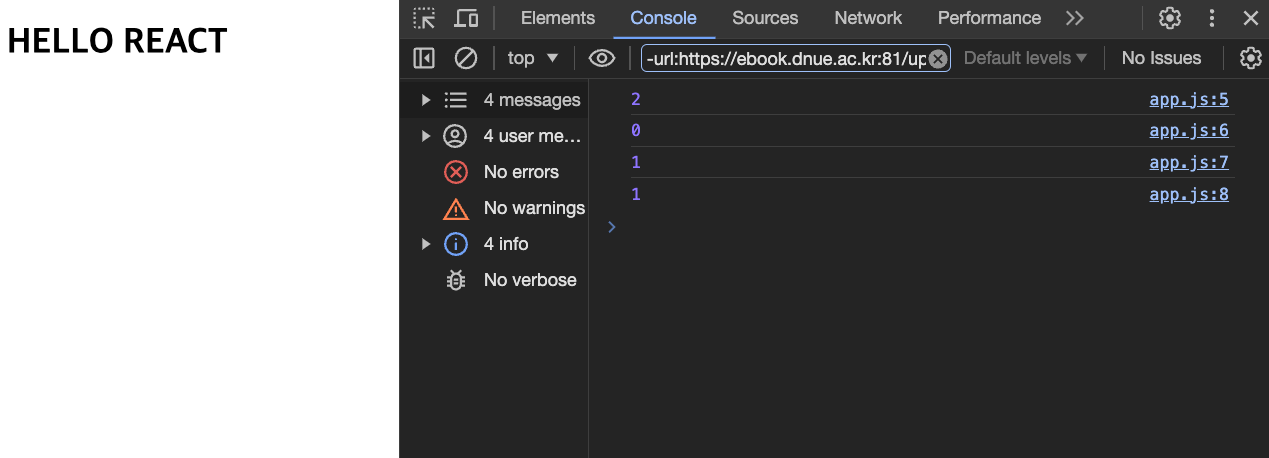 HELLO REACT
Elements Console Sources Network Performance
top -url:https://ebook.dnue.ac.kr:81/up Default levels No Issues
4 messages
4 user me…
No errors
No warnings
4 info
No verbose
2 app.js:5
0 app.js:6
1 app.js:7
1 app.js:8